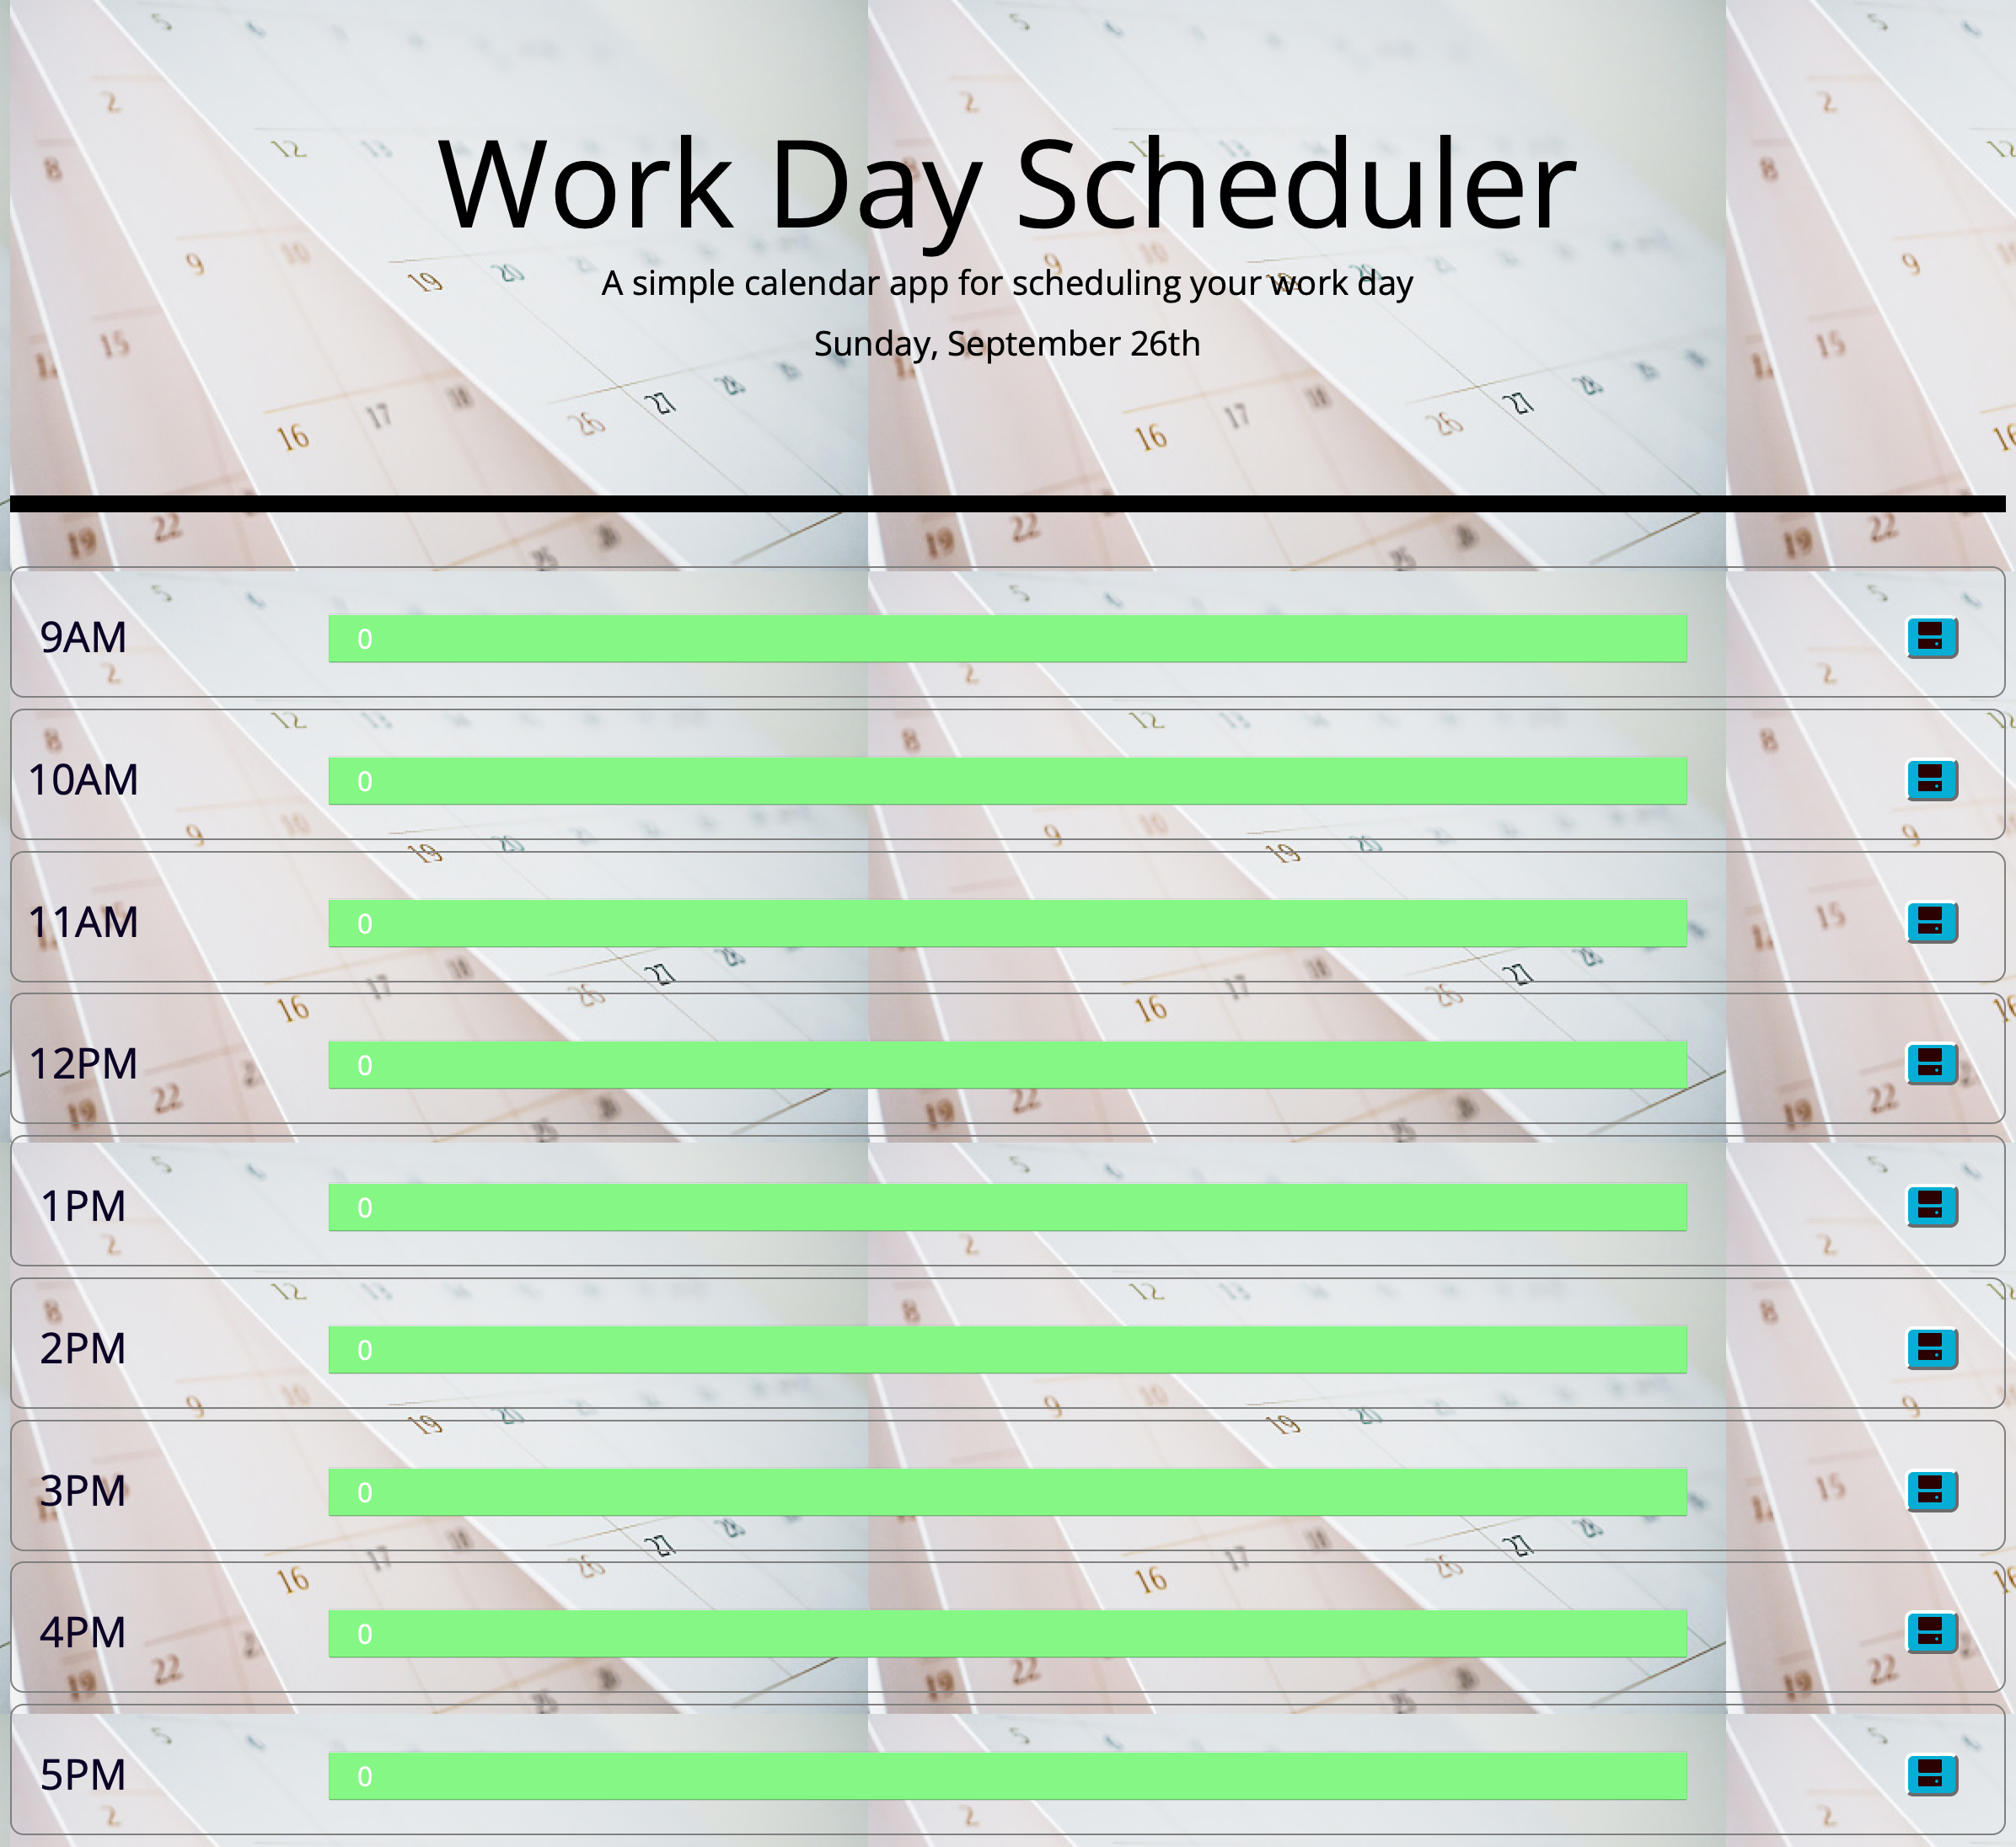 Work Day Scheduler
A simple calendar app for scheduling your work day
Sunday, September 26th
9AM 0
10AM 0
11AM 0
12PM 0
1PM 0
2PM 0
3PM 0
4PM 0
5PM 0